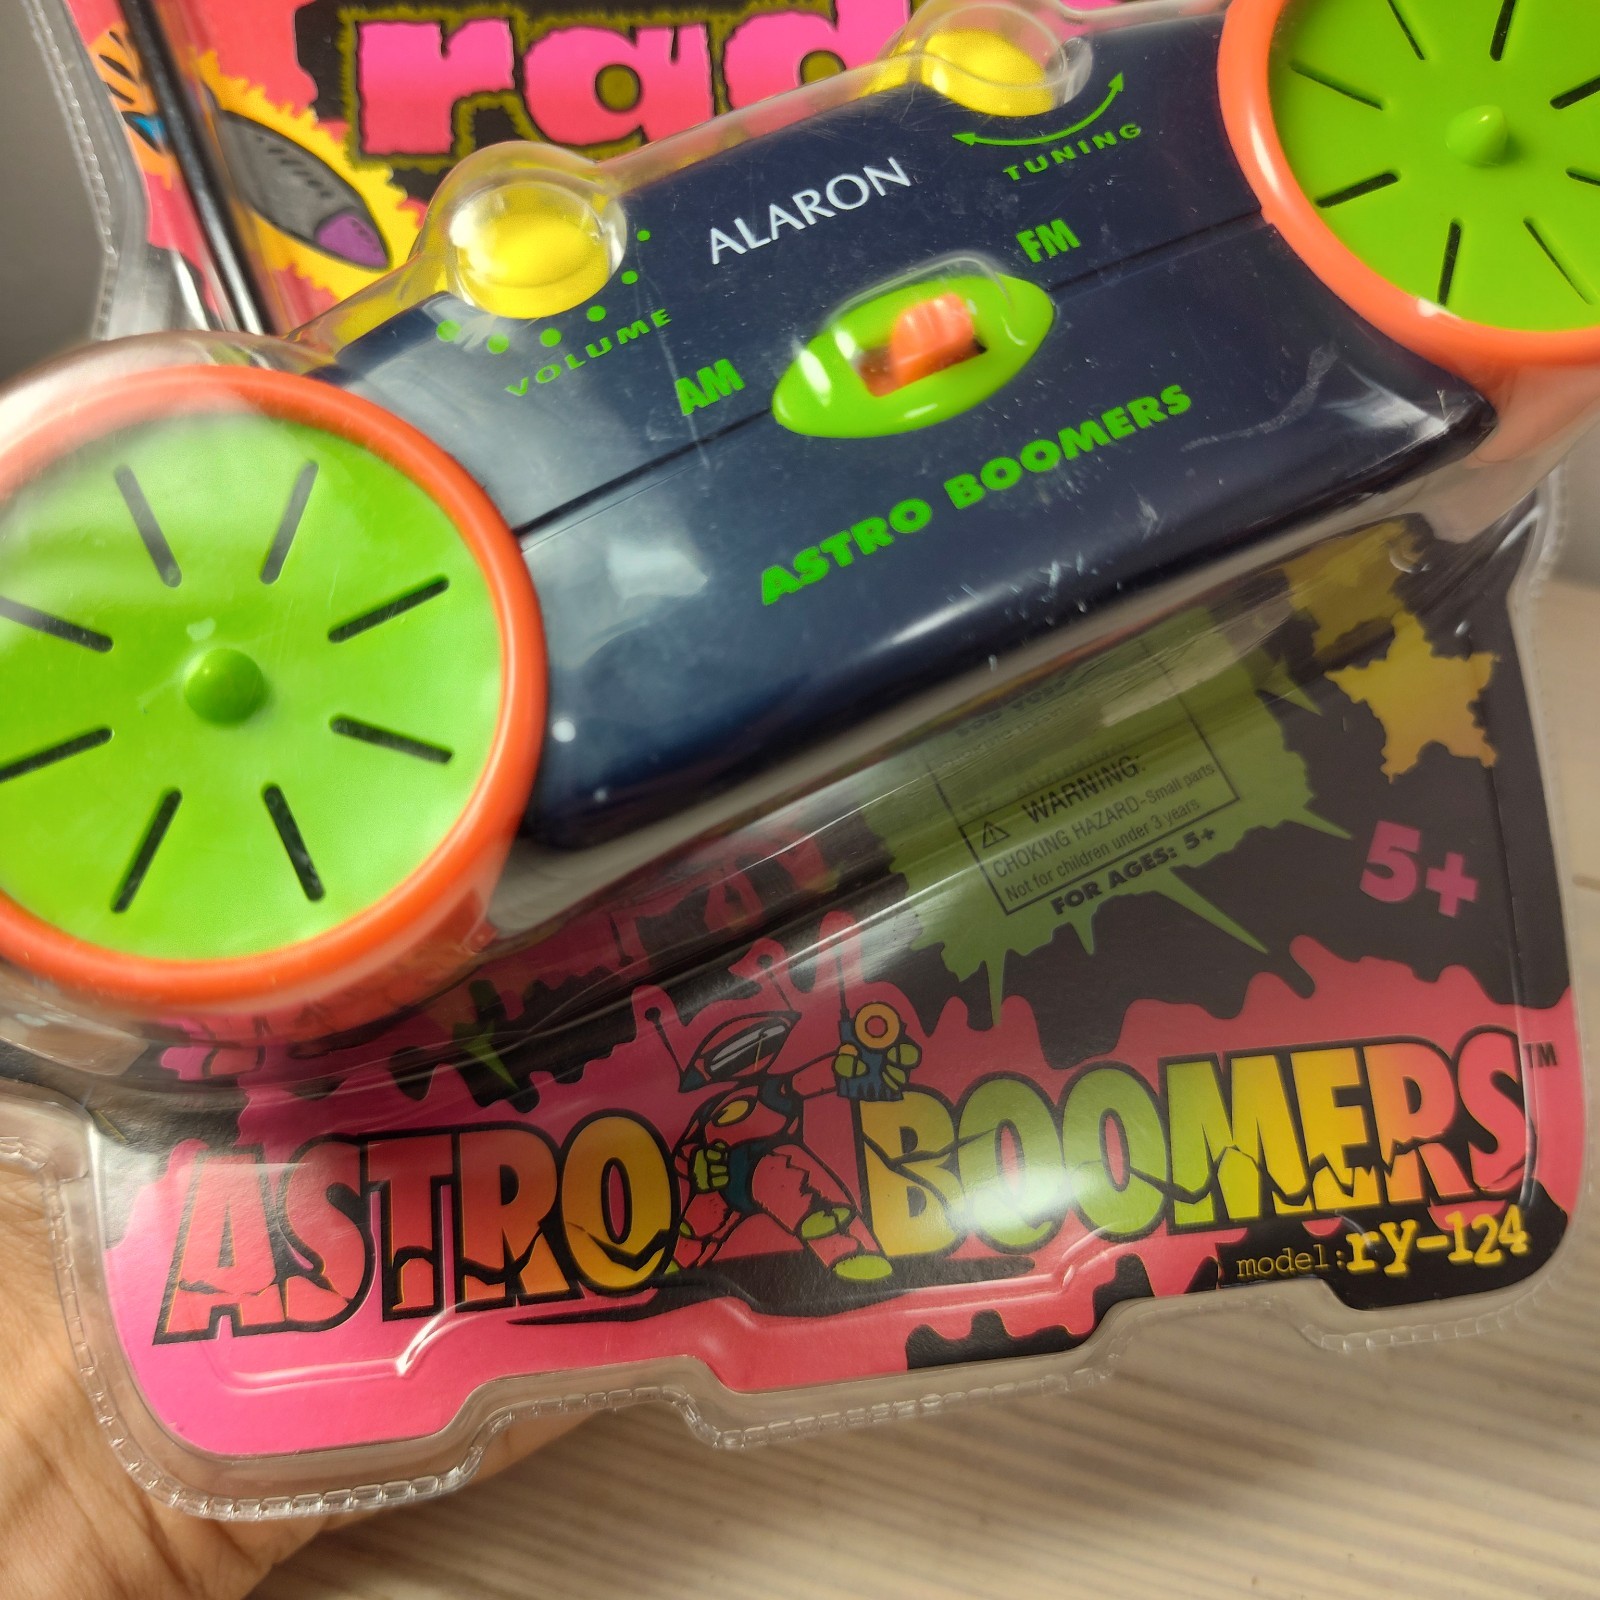 rad
TUNING
ALARON
FM
VOLUME
AM
ASTRO BOOMERS
WARNING:
CHOKING HAZARD-Small parts
Not for children under 3 years
FOR AGES: 5+
5+
ASTRO BOOMERS™
model:ry-124